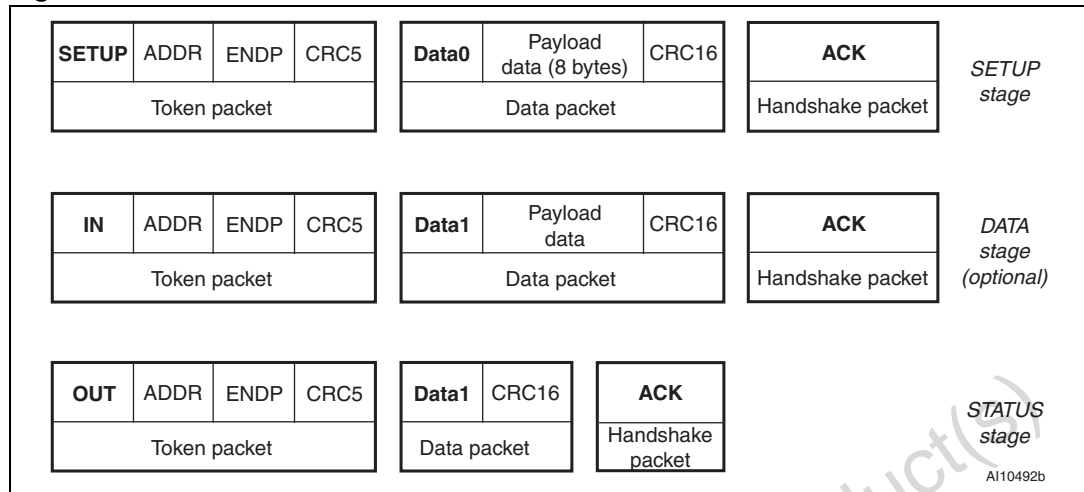 SETUP ADDR ENDP CRC5 Data0 Payload data (8 bytes) CRC16 ACK
Token packet Data packet Handshake packet
SETUP stage
IN ADDR ENDP CRC5 Data1 Payload data CRC16 ACK
Token packet Data packet Handshake packet
DATA stage (optional)
OUT ADDR ENDP CRC5 Data1 CRC16 ACK
Token packet Data packet Handshake packet
STATUS stage
AI10492b